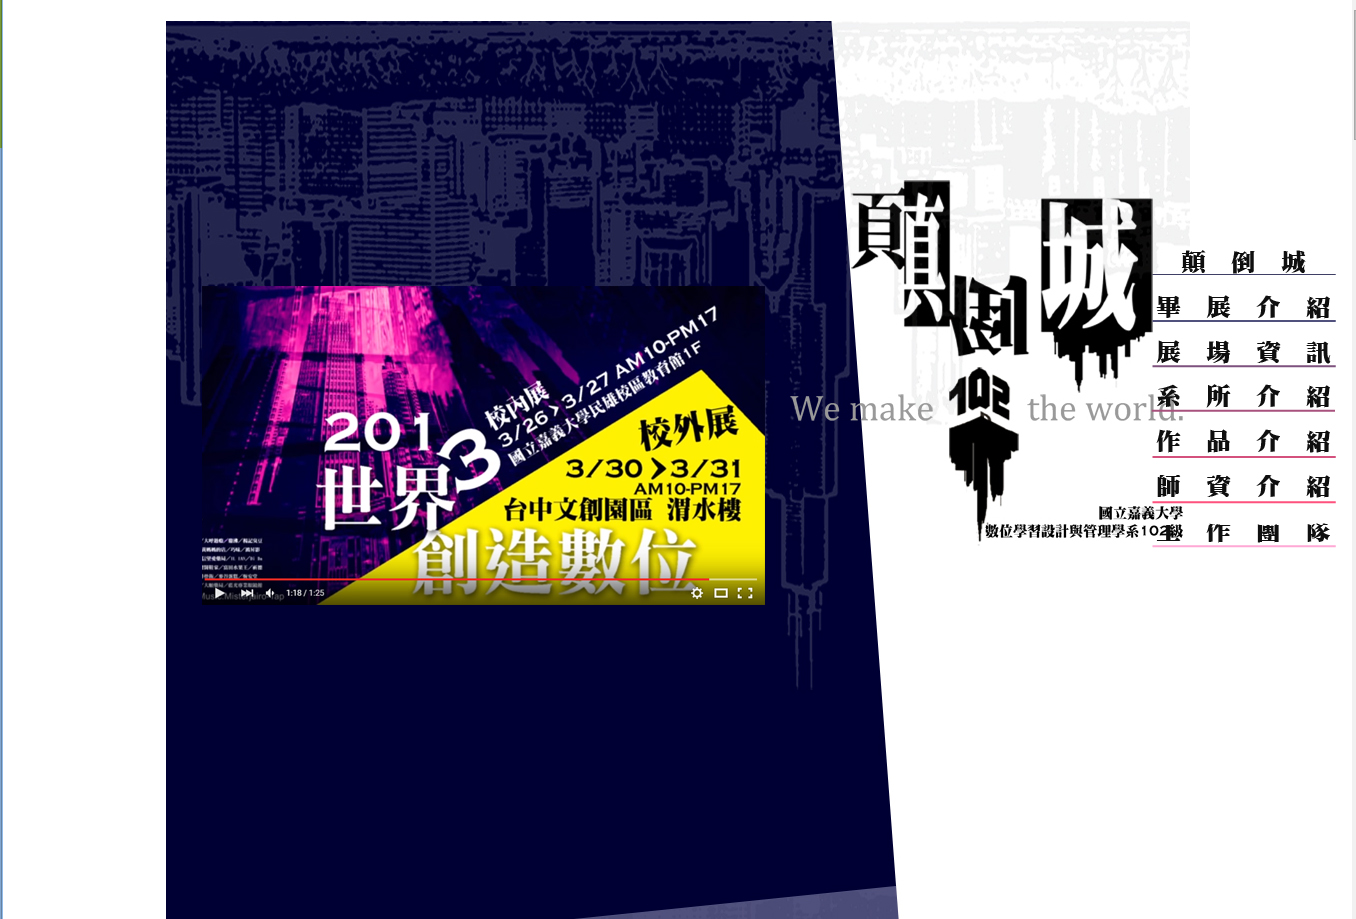 顛倒城
102
We make the world.
國立嘉義大學
數位學習設計與管理學系102級
顛倒城
畢展介紹
展場資訊
系所介紹
作品介紹
師資介紹
作團隊
2013
世界
創造數位
校內展
3/26>3/27 AM10-PM17
國立嘉義大學民雄校區教育館1F
校外展
3/30>3/31
AM10-PM17
台中文創園區 渭水樓
1:18 / 1:25